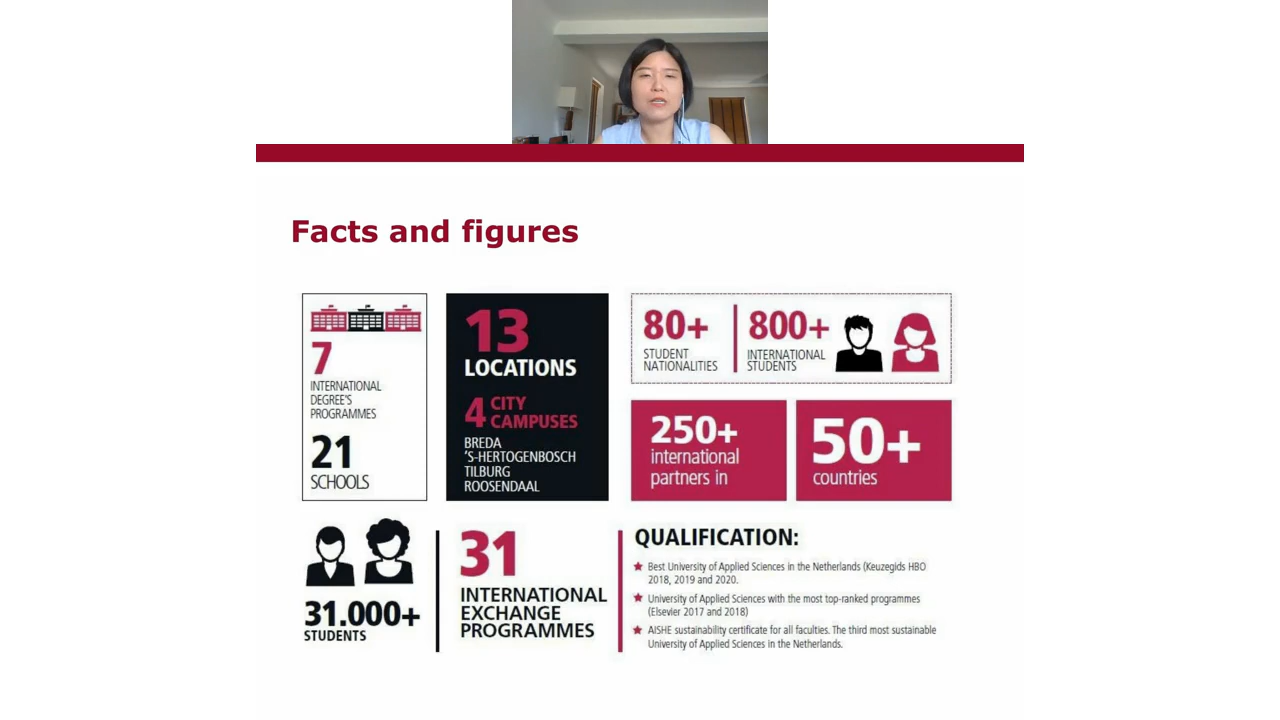 Facts and figures
7
INTERNATIONAL
DEGREE'S
PROGRAMMES
21
SCHOOLS
13
LOCATIONS
4 CITY
CAMPUSES
BREDA
'S-HERTOGENBOSCH
TILBURG
ROOSENDAAL
80+
STUDENT
NATIONALITIES
800+
INTERNATIONAL
STUDENTS
250+
international
partners in
50+
countries
31.000+
STUDENTS
31
INTERNATIONAL
EXCHANGE
PROGRAMMES
QUALIFICATION:
Best University of Applied Sciences in the Netherlands (Keuzegids HBO
2018, 2019 and 2020.
University of Applied Sciences with the most top-ranked programmes
(Elsevier 2017 and 2018)
AISHE sustainability certificate for all faculties. The third most sustainable
University of Applied Sciences in the Netherlands.